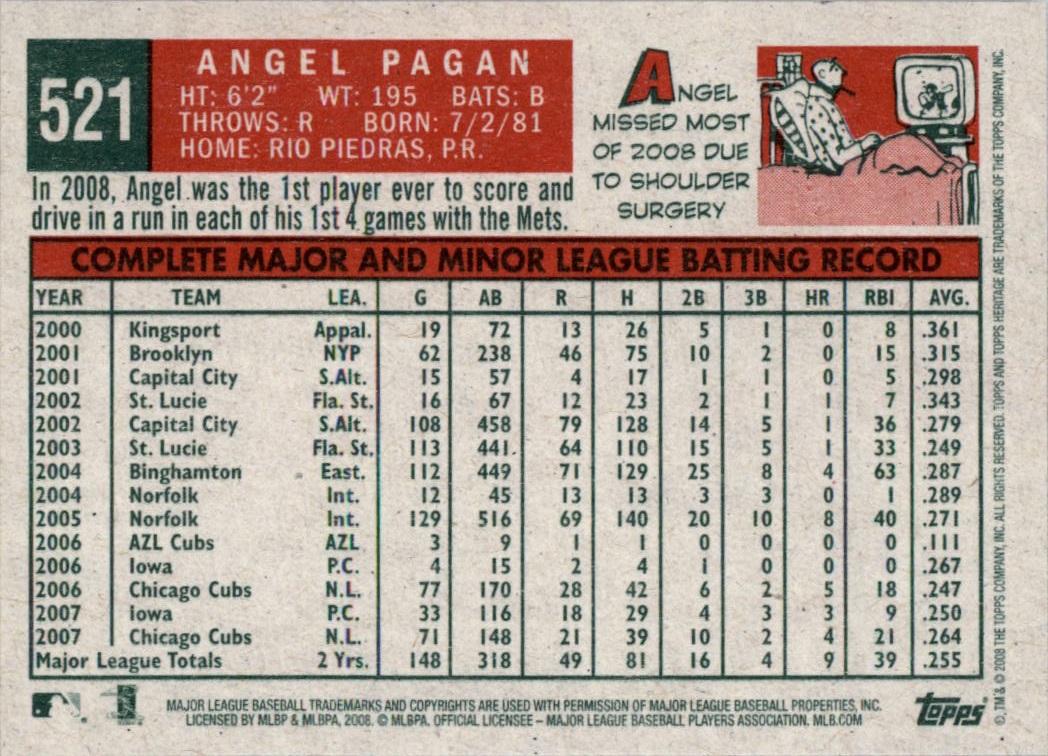 521
ANGEL PAGAN
HT: 6'2" WT: 195 BATS: B
THROWS: R BORN: 7/2/81
HOME: RIO PIEDRAS, P.R.
In 2008, Angel was the 1st player ever to score and
drive in a run in each of his 1st 4 games with the Mets.
ANGEL
MISSED MOST
OF 2008 DUE
TO SHOULDER
SURGERY
COMPLETE MAJOR AND MINOR LEAGUE BATTING RECORD
YEAR TEAM LEA. G AB R H 2B 3B HR RBI AVG.
2000 Kingsport Appal. 19 72 13 26 5 1 0 8 .361
2001 Brooklyn NYP 62 238 46 75 10 2 0 15 .315
2001 Capital City S.Alt. 15 57 4 17 1 1 0 5 .298
2002 St. Lucie Fla. St. 16 67 12 23 2 1 1 7 .343
2002 Capital City S.Alt. 108 458 79 128 14 5 1 36 .279
2003 St. Lucie Fla. St. 113 441 64 110 15 5 1 33 .249
2004 Binghamton East. 112 449 71 129 25 8 4 63 .287
2004 Norfolk Int. 12 45 13 13 3 3 0 1 .289
2005 Norfolk Int. 129 516 69 140 20 10 8 40 .271
2006 AZL Cubs AZL 3 9 1 1 0 0 0 0 .111
2006 Iowa P.C. 4 15 2 4 1 0 0 0 .267
2006 Chicago Cubs N.L. 77 170 28 42 6 2 5 18 .247
2007 Iowa P.C. 33 116 18 29 4 3 3 9 .250
2007 Chicago Cubs N.L. 71 148 21 39 10 2 4 21 .264
Major League Totals 2 Yrs. 148 318 49 81 16 4 9 39 .255
MAJOR LEAGUE BASEBALL TRADEMARKS AND COPYRIGHTS ARE USED WITH PERMISSION OF MAJOR LEAGUE BASEBALL PROPERTIES, INC.
LICENSED BY MLBP & MLBPA, 2008. © MLBPA. OFFICIAL LICENSEE – MAJOR LEAGUE BASEBALL PLAYERS ASSOCIATION. MLB.COM
topps
®, TM & © 2008 THE TOPPS COMPANY, INC. ALL RIGHTS RESERVED. TOPPS AND TOPPS HERITAGE ARE TRADEMARKS OF THE TOPPS COMPANY, INC.